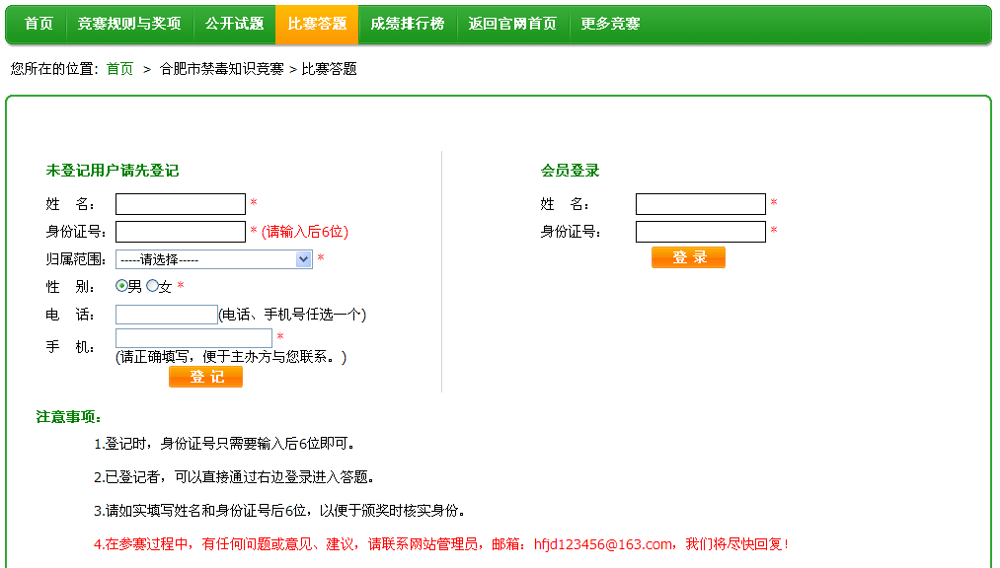 首页 竞赛规则与奖项 公开试题 比赛答题 成绩排行榜 返回官网首页 更多竞赛
您所在的位置：首页 > 合肥市禁毒知识竞赛 > 比赛答题
未登记用户请先登记
姓 名： *
身份证号： * (请输入后6位)
归属范围： -----请选择----- *
性 别： 男 女 *
电 话： (电话、手机号任选一个)
手 机： *
(请正确填写，便于主办方与您联系。)
登 记
会员登录
姓 名： *
身份证号： *
登 录
注意事项：
1.登记时，身份证号只需要输入后6位即可。
2.已登记者，可以直接通过右边登录进入答题。
3.请如实填写姓名和身份证号后6位，以便于颁奖时核实身份。
4.在参赛过程中，有任何问题或意见、建议，请联系网站管理员，邮箱：hfjd123456@163.com，我们将尽快回复！